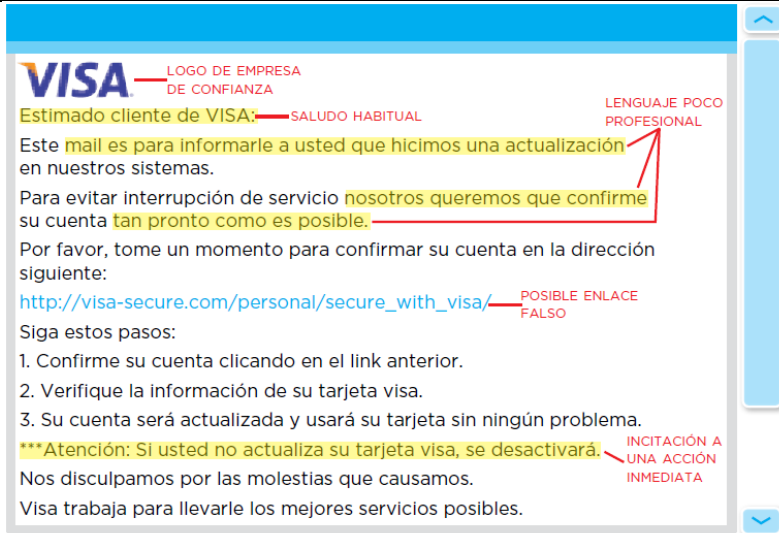 VISA
LOGO DE EMPRESA
DE CONFIANZA
Estimado cliente de VISA:
SALUDO HABITUAL
LENGUAJE POCO
PROFESIONAL
Este mail es para informarle a usted que hicimos una actualización
en nuestros sistemas.
Para evitar interrupción de servicio nosotros queremos que confirme
su cuenta tan pronto como es posible.
Por favor, tome un momento para confirmar su cuenta en la dirección
siguiente:
http://visa-secure.com/personal/secure_with_visa/
POSIBLE ENLACE
FALSO
Siga estos pasos:
1. Confirme su cuenta clicando en el link anterior.
2. Verifique la información de su tarjeta visa.
3. Su cuenta será actualizada y usará su tarjeta sin ningún problema.
***Atención: Si usted no actualiza su tarjeta visa, se desactivará.
INCITACIÓN A
UNA ACCIÓN
INMEDIATA
Nos disculpamos por las molestias que causamos.
Visa trabaja para llevarle los mejores servicios posibles.